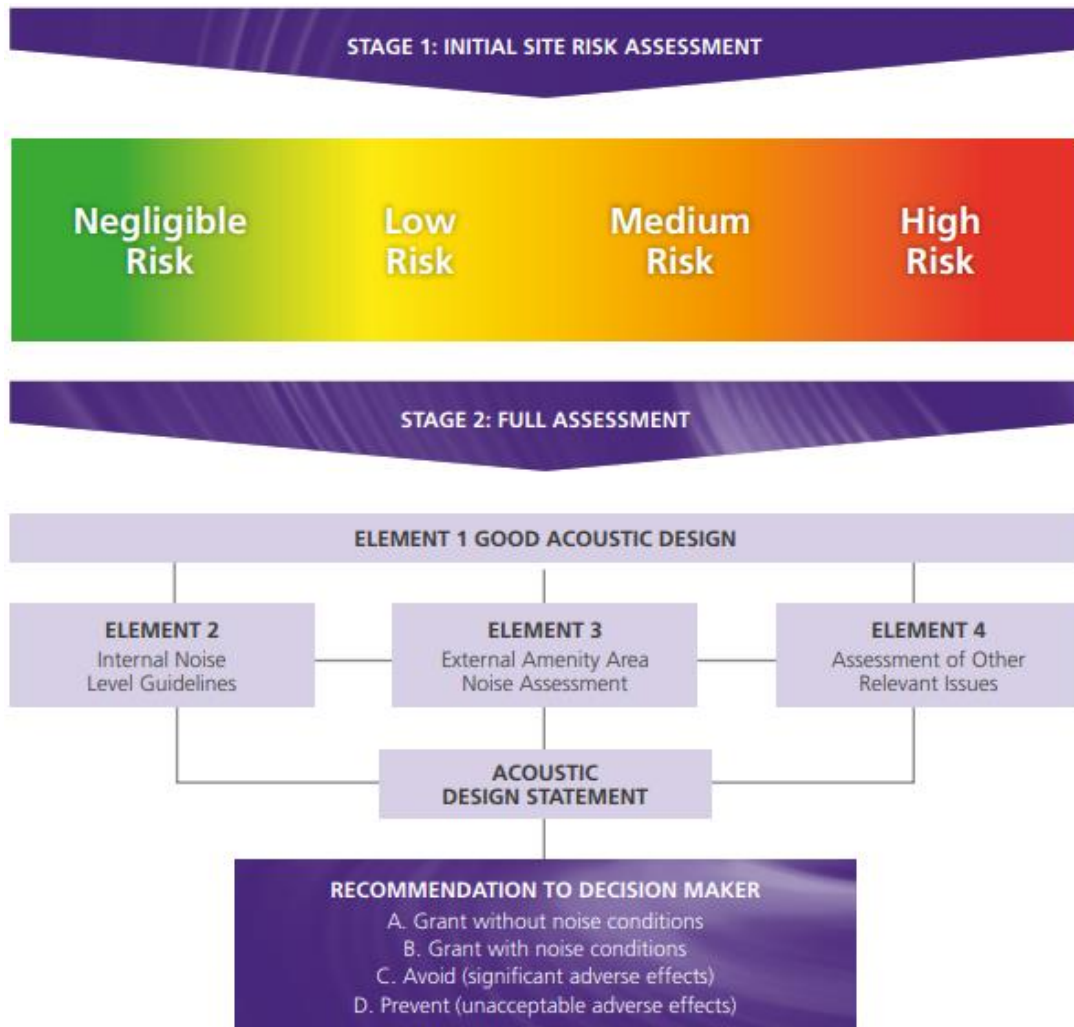 STAGE 1: INITIAL SITE RISK ASSESSMENT
Negligible
Risk
Low
Risk
Medium
Risk
High
Risk
STAGE 2: FULL ASSESSMENT
ELEMENT 1 GOOD ACOUSTIC DESIGN
ELEMENT 2
Internal Noise
Level Guidelines
ELEMENT 3
External Amenity Area
Noise Assessment
ELEMENT 4
Assessment of Other
Relevant Issues
ACOUSTIC
DESIGN STATEMENT
RECOMMENDATION TO DECISION MAKER
A. Grant without noise conditions
B. Grant with noise conditions
C. Avoid (significant adverse effects)
D. Prevent (unacceptable adverse effects)